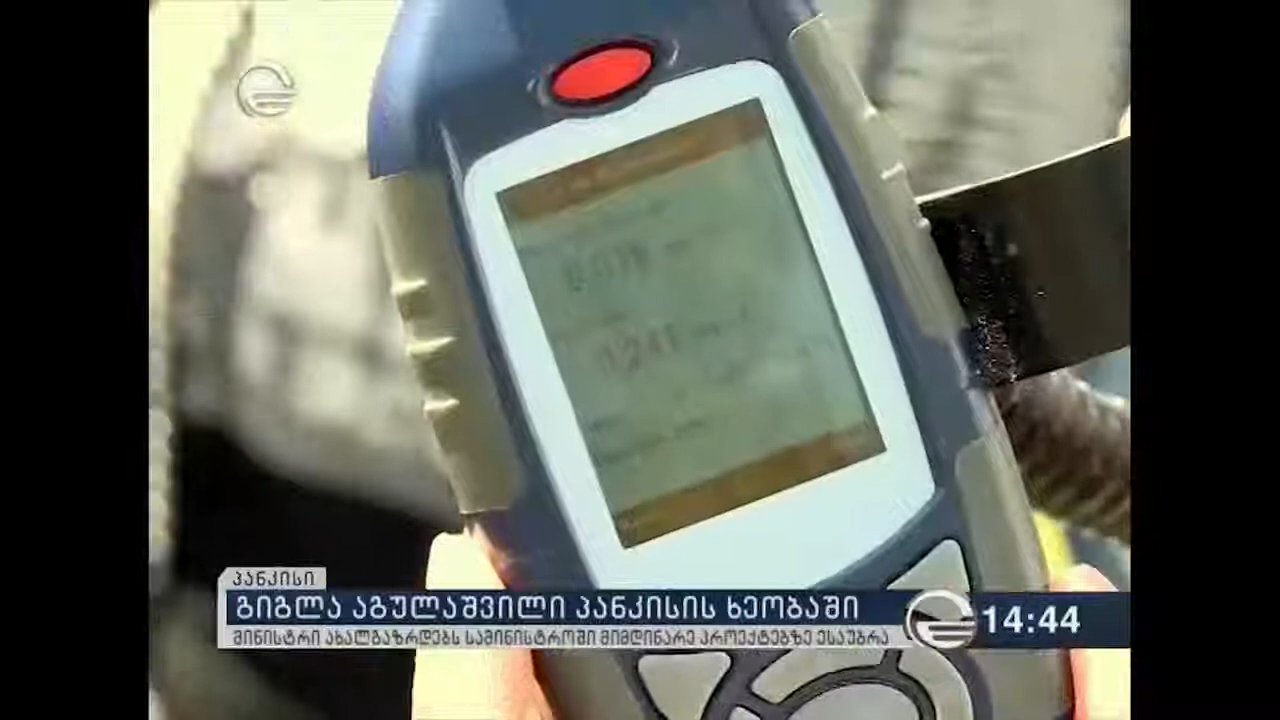 პანკისი
გიგლა აგულაშვილი პანკისის ხეობაში
14:44
მინისტრი ახალგაზრდებს სამინისტროში მიმდინარე პროექტებზე ესაუბრა